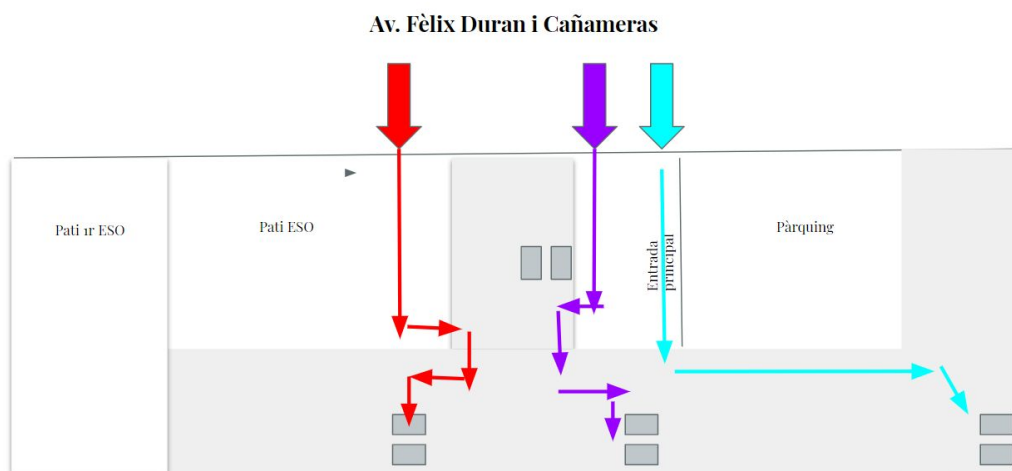 Av. Fèlix Duran i Cañameras
Pati 1r ESO
Pati ESO
Entrada
principal
Pàrquing